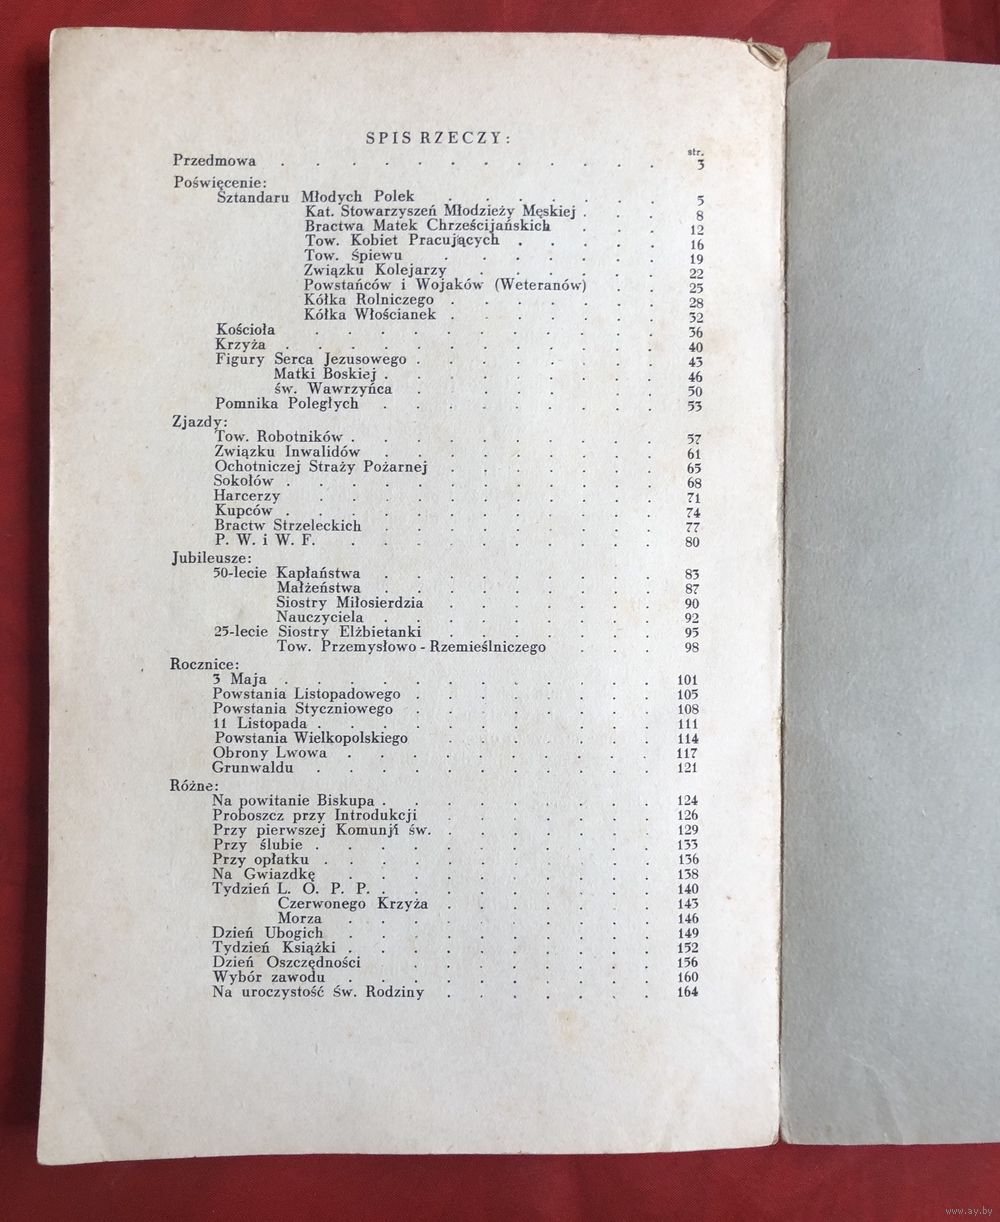 SPIS RZECZY:
str.
Przedmowa . . . . . . . . . . . . 3
Poświęcenie:
Sztandaru Młodych Polek . . . . . . . 5
Kat. Stowarzyszeń Młodzieży Męskiej . . . 8
Bractwa Matek Chrześcijańskich . . . 12
Tow. Kobiet Pracujących . . . . . 16
Tow. Śpiewu . . . . . . . 19
Związku Kolejarzy . . . . . . 22
Powstańców i Wojaków (Weteranów) . . 25
Kółka Rolniczego . . . . . . . 28
Kółka Włościanek . . . . . . . 32
Kościoła . . . . . . . . . . . 36
Krzyża . . . . . . . . . . . . 40
Figury Serca Jezusowego . . . . . . . . 43
Matki Boskiej . . . . . . . . 46
św. Wawrzyńca . . . . . . . . 50
Pomnika Poległych . . . . . . . . . 53
Zjazdy:
Tow. Robotników . . . . . . . . . . 57
Związku Inwalidów . . . . . . . . . 61
Ochotniczej Straży Pożarnej . . . . . . . 65
Sokołów . . . . . . . . . . . . 68
Harcerzy . . . . . . . . . . . 71
Kupców . . . . . . . . . . . . 74
Bractw Strzeleckich . . . . . . . . . 77
P. W. i W. F. . . . . . . . . . . 80
Jubileusze:
50-lecie Kapłaństwa . . . . . . . . . 83
Małżeństwa . . . . . . . . . 87
Siostry Miłosierdzia . . . . . . . 90
Nauczyciela . . . . . . . . . 92
25-lecie Siostry Elżbietanki . . . . . . . 95
Tow. Przemysłowo - Rzemieślniczego . . . 98
Rocznice:
3 Maja . . . . . . . . . . . . 101
Powstania Listopadowego . . . . . . . . 105
Powstania Styczniowego . . . . . . . . 108
11 Listopada . . . . . . . . . . . 111
Powstania Wielkopolskiego . . . . . . . 114
Obrony Lwowa . . . . . . . . . . 117
Grunwaldu . . . . . . . . . . . 121
Różne:
Na powitanie Biskupa . . . . . . . . . 124
Proboszcz przy Introdukcji . . . . . . . 126
Przy pierwszej Komunji św. . . . . . . . 129
Przy ślubie . . . . . . . . . . . 133
Przy opłatku . . . . . . . . . . . 136
Na Gwiazdkę . . . . . . . . . . 138
Tydzień L. O. P. P. . . . . . . . . . 140
Czerwonego Krzyża . . . . . . . 143
Morza . . . . . . . . . . 146
Dzień Ubogich . . . . . . . . . . 149
Tydzień Książki . . . . . . . . . . 152
Dzień Oszczędności . . . . . . . . 156
Wybór zawodu . . . . . . . . . . 160
Na uroczystość Św. Rodziny . . . . . . . 164
www.ay.by